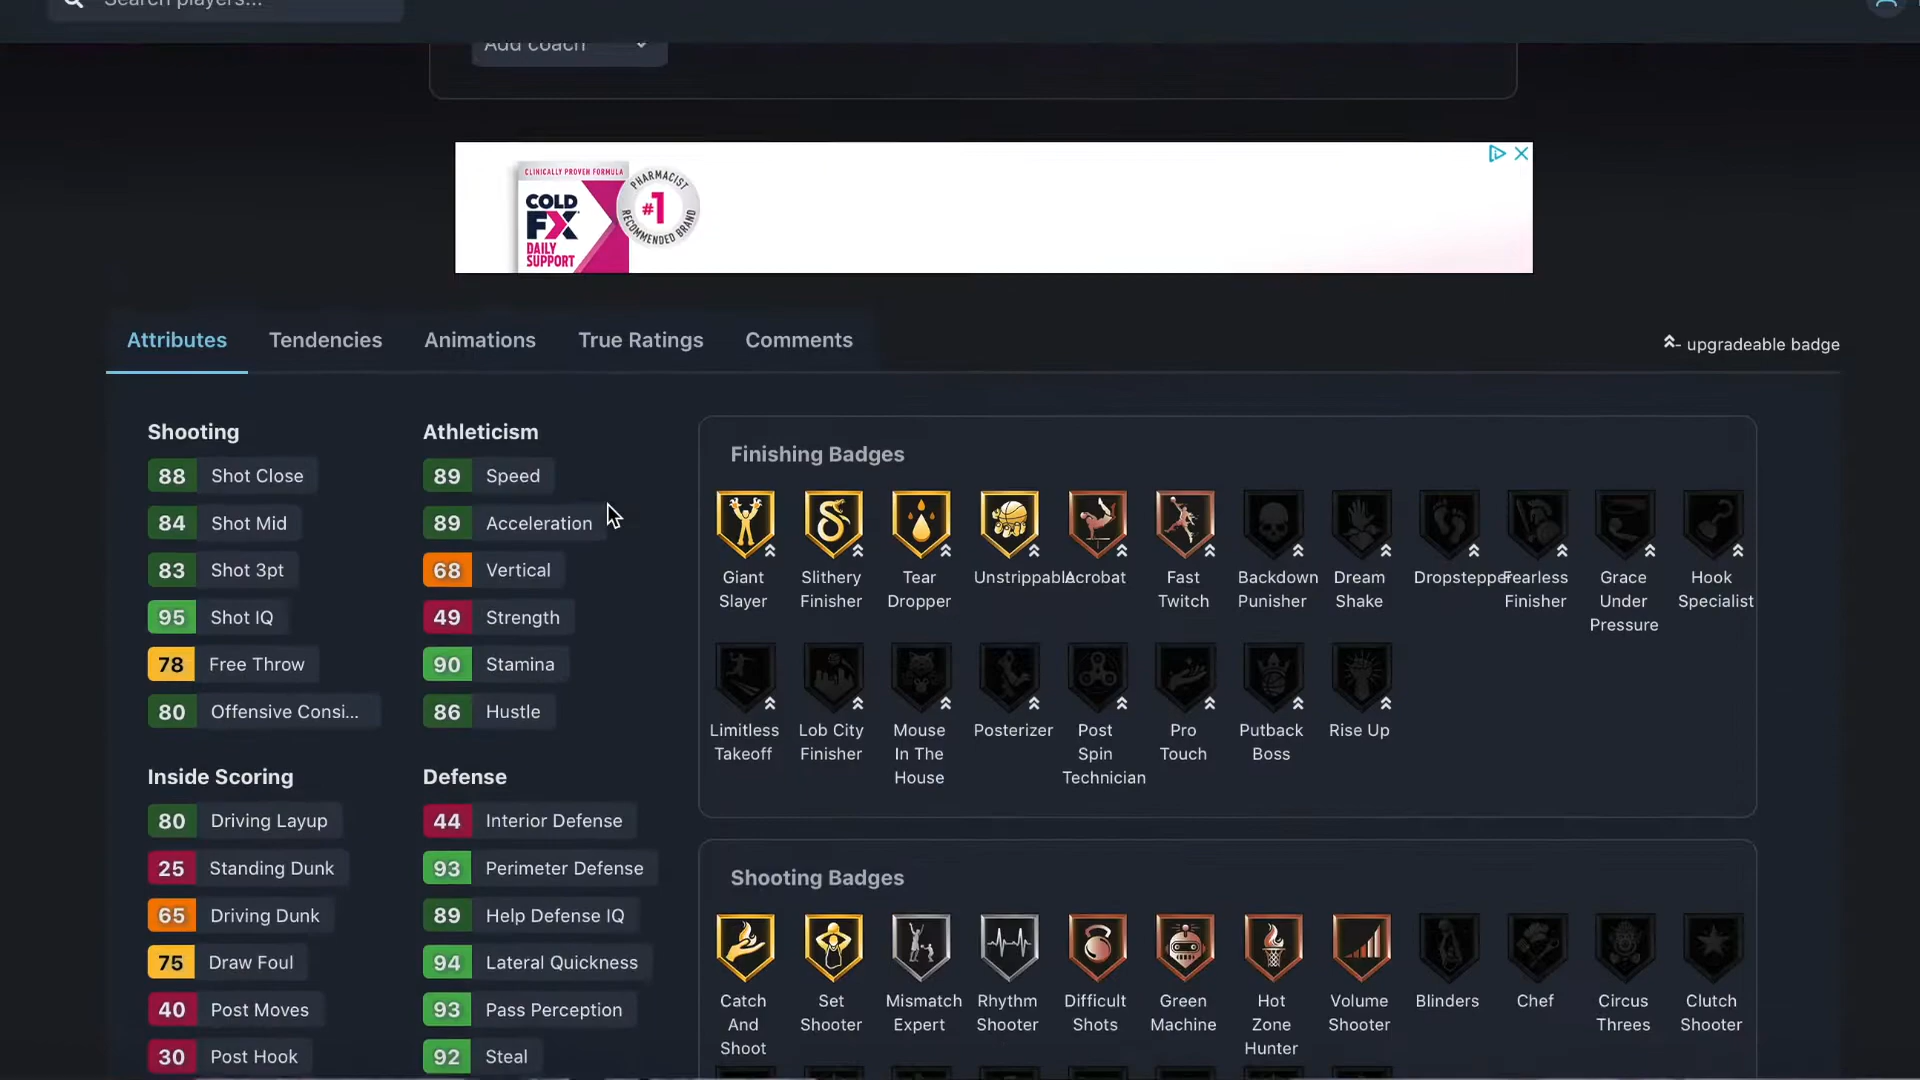 Search players...
Add coach
CLINICALLY PROVEN FORMULA
COLD
FX
DAILY
SUPPORT
PHARMACIST
#1
RECOMMENDED BRAND
Attributes Tendencies Animations True Ratings Comments
- upgradeable badge
Shooting
88 Shot Close
84 Shot Mid
83 Shot 3pt
95 Shot IQ
78 Free Throw
80 Offensive Consi...
Inside Scoring
80 Driving Layup
25 Standing Dunk
65 Driving Dunk
75 Draw Foul
40 Post Moves
30 Post Hook
Athleticism
89 Speed
89 Acceleration
68 Vertical
49 Strength
90 Stamina
86 Hustle
Defense
44 Interior Defense
93 Perimeter Defense
89 Help Defense IQ
94 Lateral Quickness
93 Pass Perception
92 Steal
Finishing Badges
Giant
Slayer
Slithery
Finisher
Tear
Dropper
Unstrippable
Acrobat
Fast
Twitch
Backdown
Punisher
Dream
Shake
Dropstepper
Fearless
Finisher
Grace
Under
Pressure
Hook
Specialist
Limitless
Takeoff
Lob City
Finisher
Mouse
In The
House
Posterizer
Post
Spin
Technician
Pro
Touch
Putback
Boss
Rise Up
Shooting Badges
Catch
And
Shoot
Set
Shooter
Mismatch
Expert
Rhythm
Shooter
Difficult
Shots
Green
Machine
Hot
Zone
Hunter
Volume
Shooter
Blinders
Chef
Circus
Threes
Clutch
Shooter